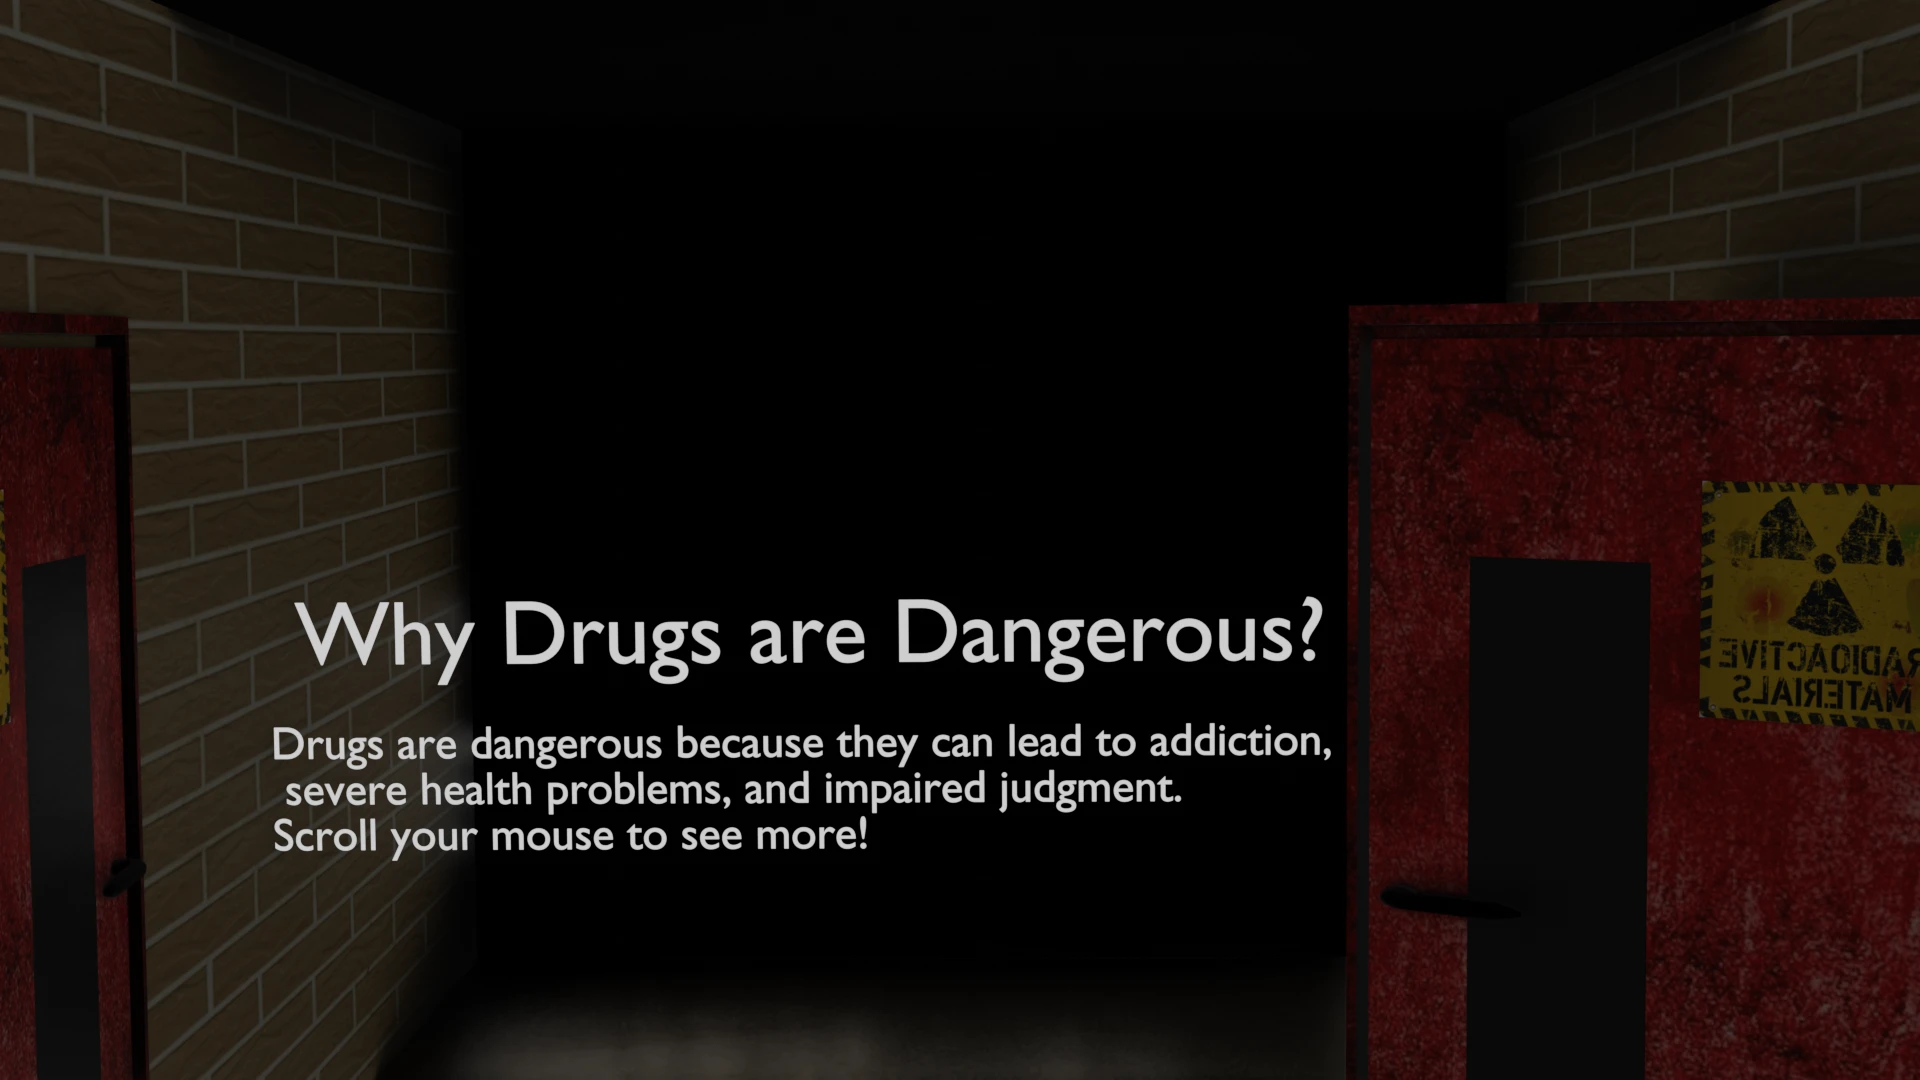 Why Drugs are Dangerous?
Drugs are dangerous because they can lead to addiction,
severe health problems, and impaired judgment.
Scroll your mouse to see more!
RADIOACTIVE
MATERIALS